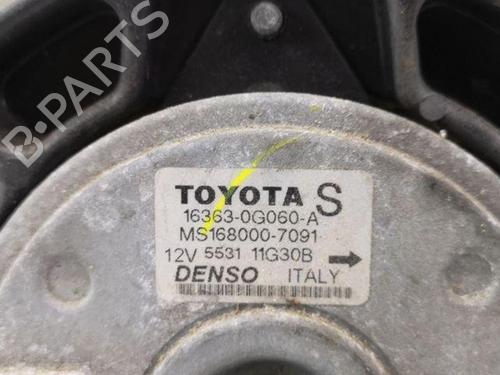 B-PARTS
TOYOTA S
16363-0G060-A
MS168000-7091
12V 5531 11G30B
DENSO ITALY